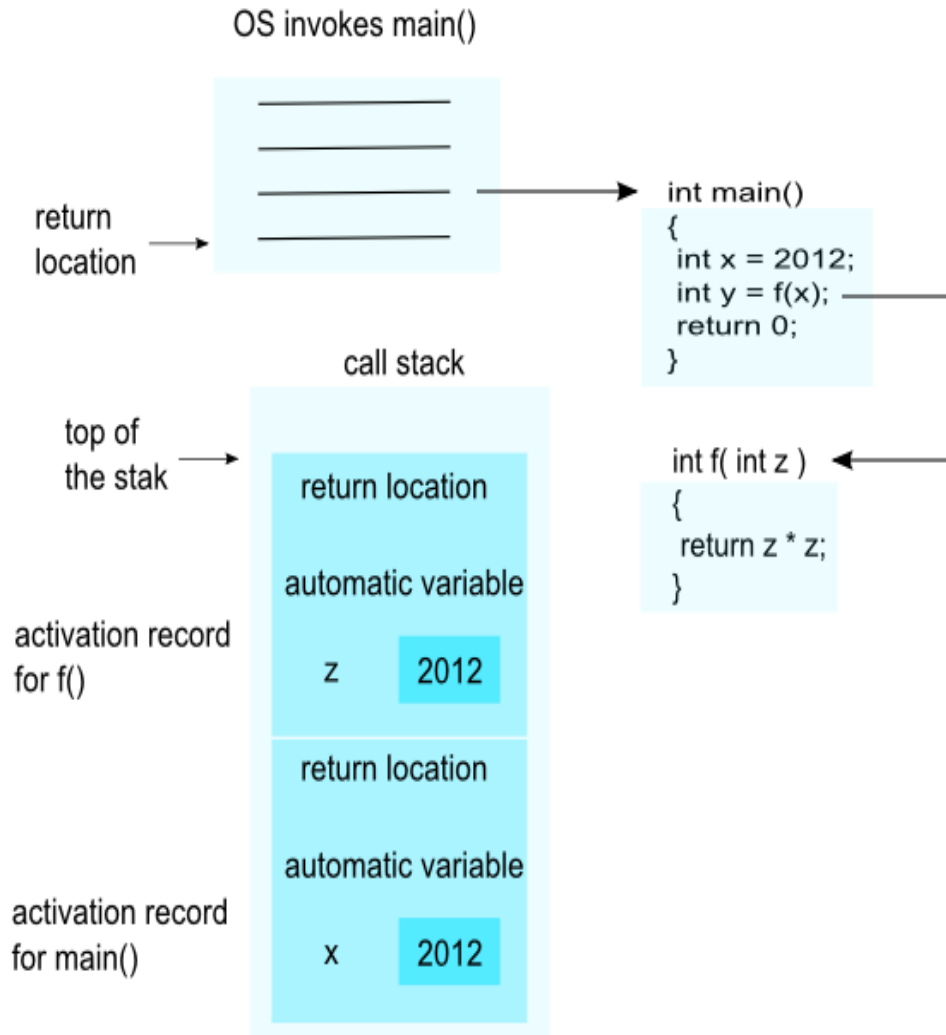 OS invokes main()
return
location
int main()
{
int x = 2012;
int y = f(x);
return 0;
}
call stack
top of
the stak
return location
automatic variable
z 2012
activation record
for f()
return location
automatic variable
x 2012
activation record
for main()
int f( int z )
{
return z * z;
}